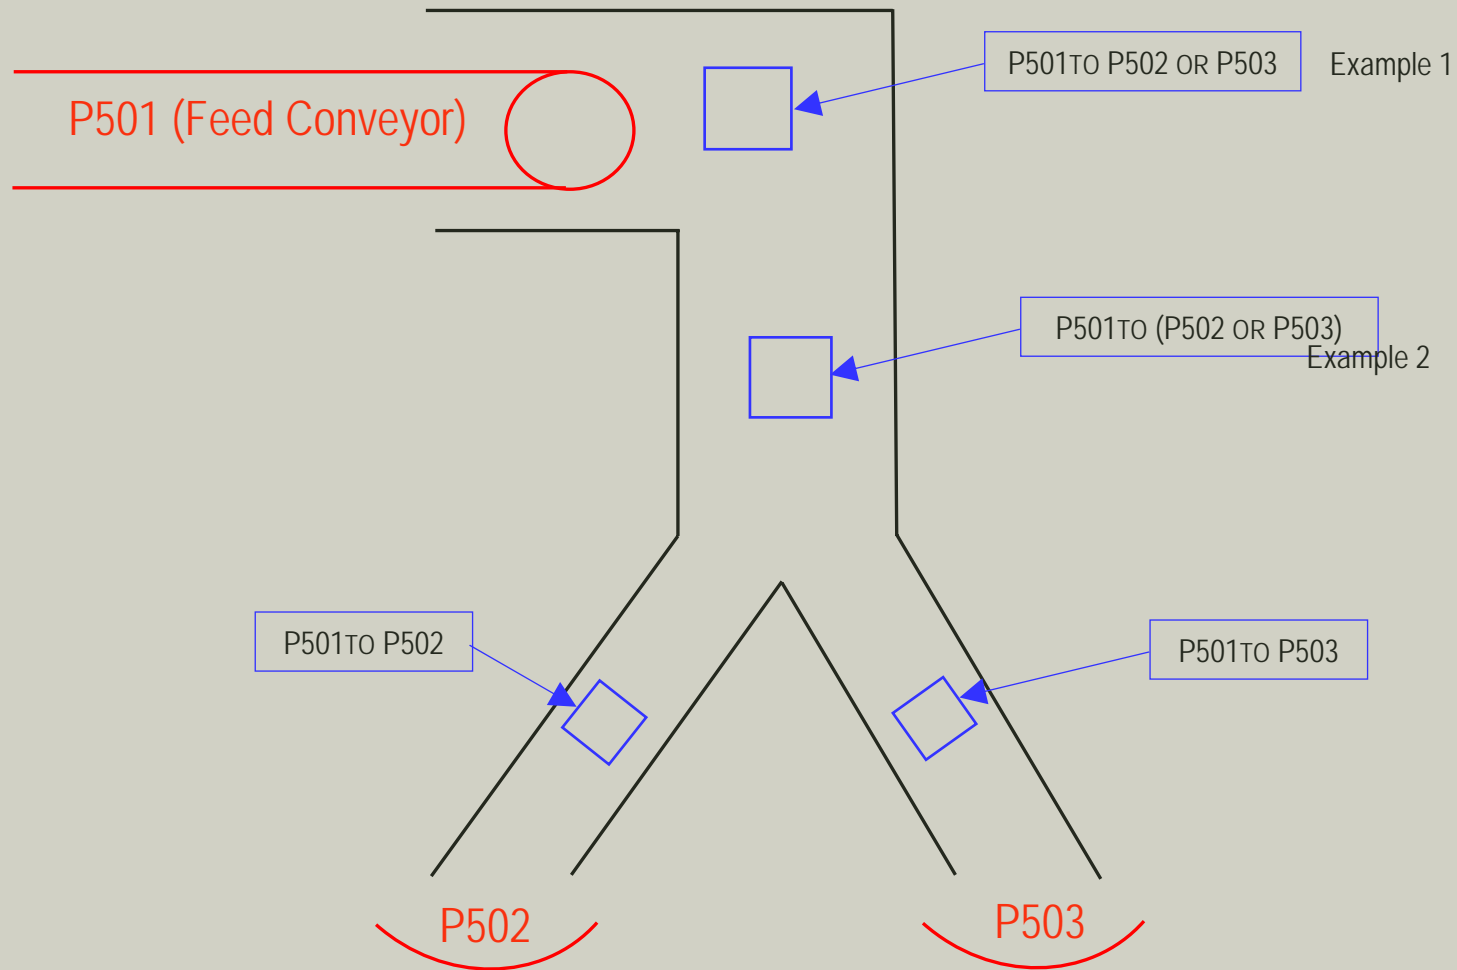 P501TO P502 OR P503
Example 1
P501 (Feed Conveyor)
P501TO (P502 OR P503)
Example 2
P501TO P502
P501TO P503
P502
P503